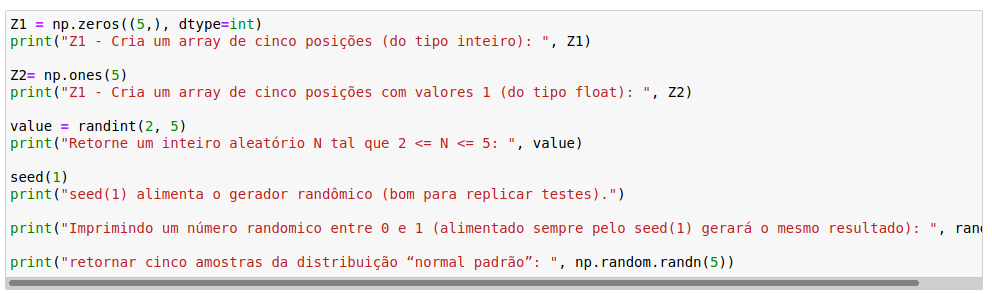 Z1 = np.zeros((5,), dtype=int)
print("Z1 - Cria um array de cinco posições (do tipo inteiro): ", Z1)
Z2= np.ones(5)
print("Z1 - Cria um array de cinco posições com valores 1 (do tipo float): ", Z2)
value = randint(2, 5)
print("Retorne um inteiro aleatório N tal que 2 <= N <= 5: ", value)
seed(1)
print("seed(1) alimenta o gerador randômico (bom para replicar testes).")
print("Imprimindo um número randomico entre 0 e 1 (alimentado sempre pelo seed(1) gerará o mesmo resultado): ",
print("retornar cinco amostras da distribuição “normal padrão”: ", np.random.randn(5))